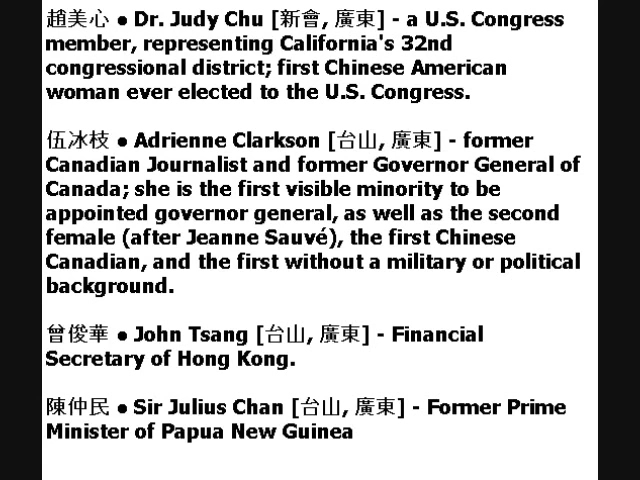 趙美心 ● Dr. Judy Chu [新會, 廣東] - a U.S. Congress
member, representing California's 32nd
congressional district; first Chinese American
woman ever elected to the U.S. Congress.
伍冰枝 ● Adrienne Clarkson [台山, 廣東] - former
Canadian Journalist and former Governor General of
Canada; she is the first visible minority to be
appointed governor general, as well as the second
female (after Jeanne Sauvé), the first Chinese
Canadian, and the first without a military or political
background.
曾俊華 ● John Tsang [台山, 廣東] - Financial
Secretary of Hong Kong.
陳仲民 ● Sir Julius Chan [台山, 廣東] - Former Prime
Minister of Papua New Guinea